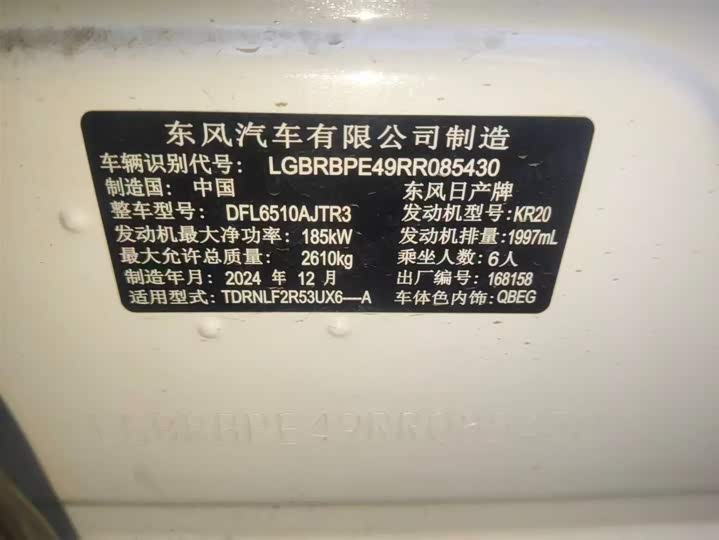 东风汽车有限公司制造
车辆识别代号: LGBRBPE49RR085430
制造国: 中国 东风日产牌
整车型号: DFL6510AJTR3 发动机型号: KR20
发动机最大净功率: 185kW 发动机排量: 1997mL
最大允许总质量: 2610kg 乘坐人数: 6人
制造年月: 2024 年 12 月 出厂编号: 168158
适用型式: TDRNLF2R53UX6—A 车体色内饰: QBEG
LGBRBPE49RR085